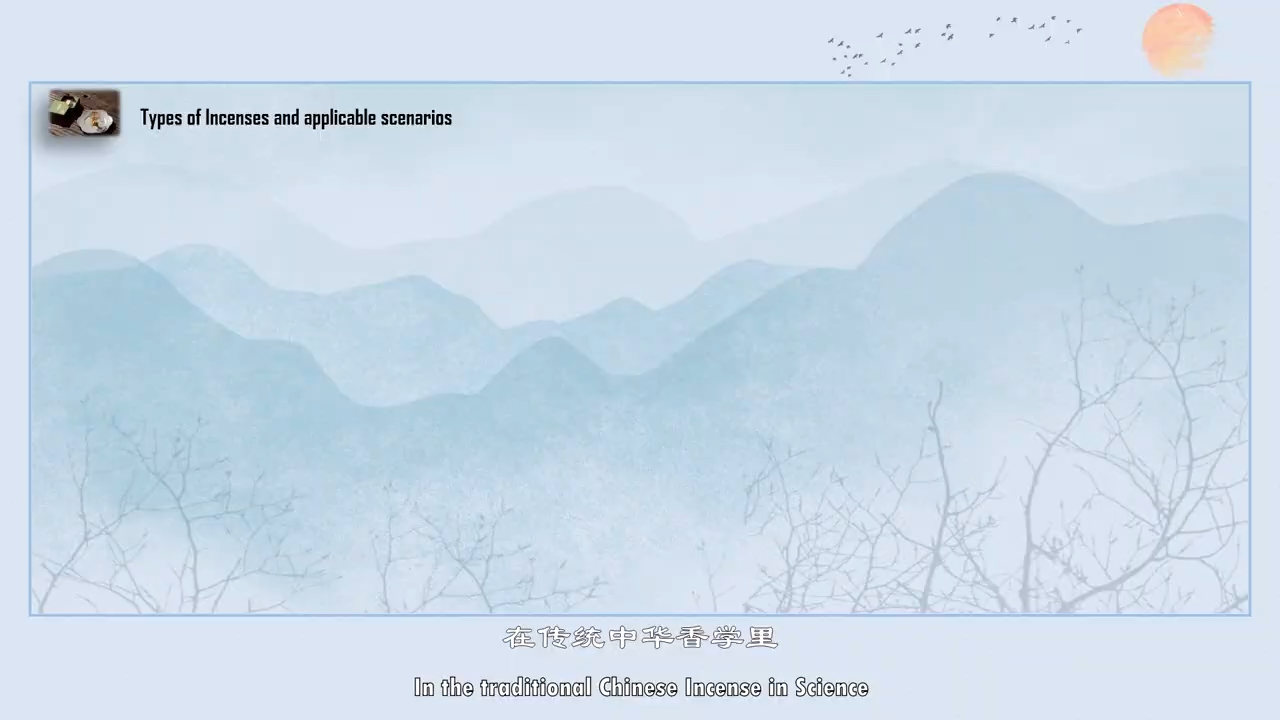 Types of Incenses and applicable scenarios
在传统中华香学里
In the traditional Chinese Incense in Science